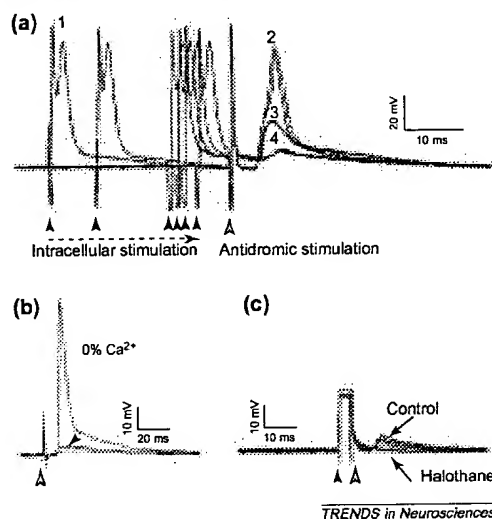 (a)
1
2
3
4
20 mV
10 ms
Intracellular stimulation
Antidromic stimulation
(b)
0% Ca²⁺
10 mV
20 ms
(c)
10 mV
10 ms
Control
Halothane
TRENDS in Neurosciences